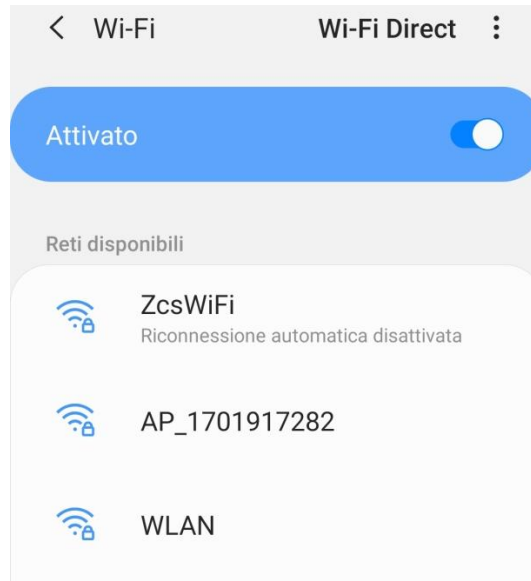 Wi-Fi Wi-Fi Direct
Attivato
Reti disponibili
ZcsWiFi
Riconnessione automatica disattivata
AP_1701917282
WLAN